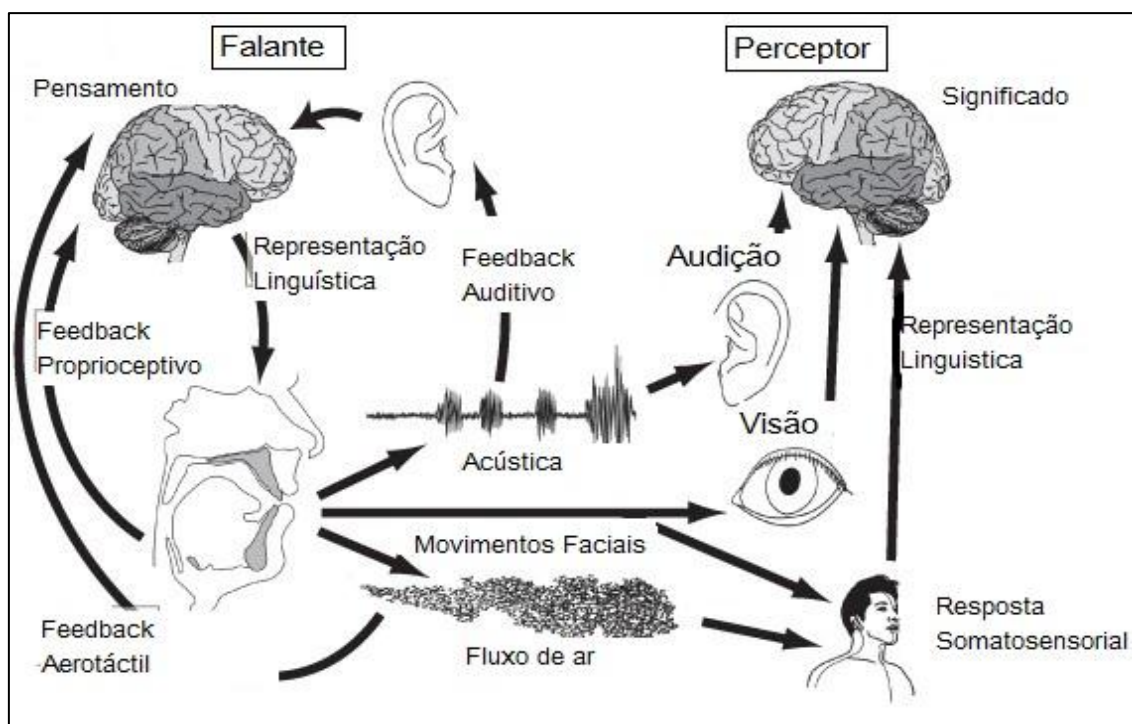 Falante
Perceptor
Pensamento
Significado
Representação
Linguística
Feedback
Auditivo
Audição
Feedback
Proprioceptivo
Representação
Linguistica
Visão
Acústica
Movimentos Faciais
Feedback
Aerotáctil
Fluxo de ar
Resposta
Somatosensorial